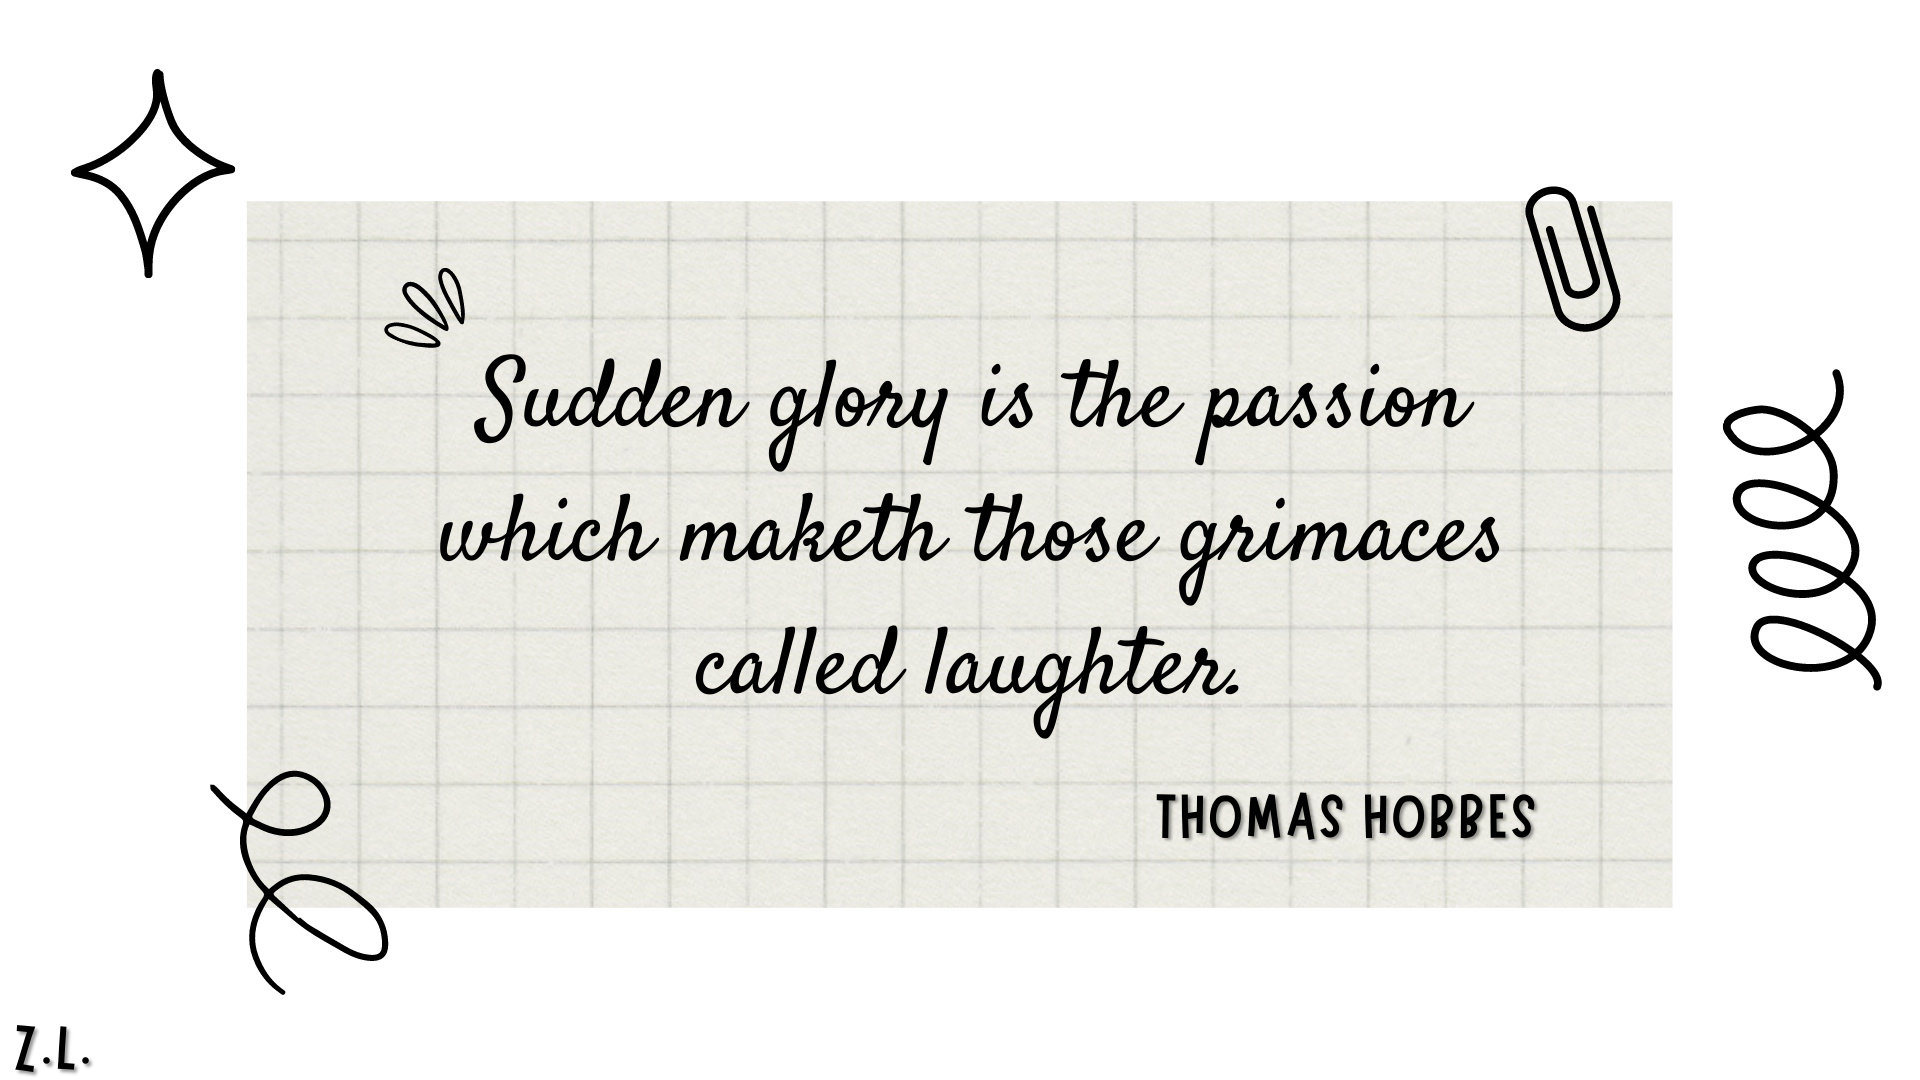 Sudden glory is the passion
which maketh those grimaces
called laughter.
THOMAS HOBBES
Z.L.